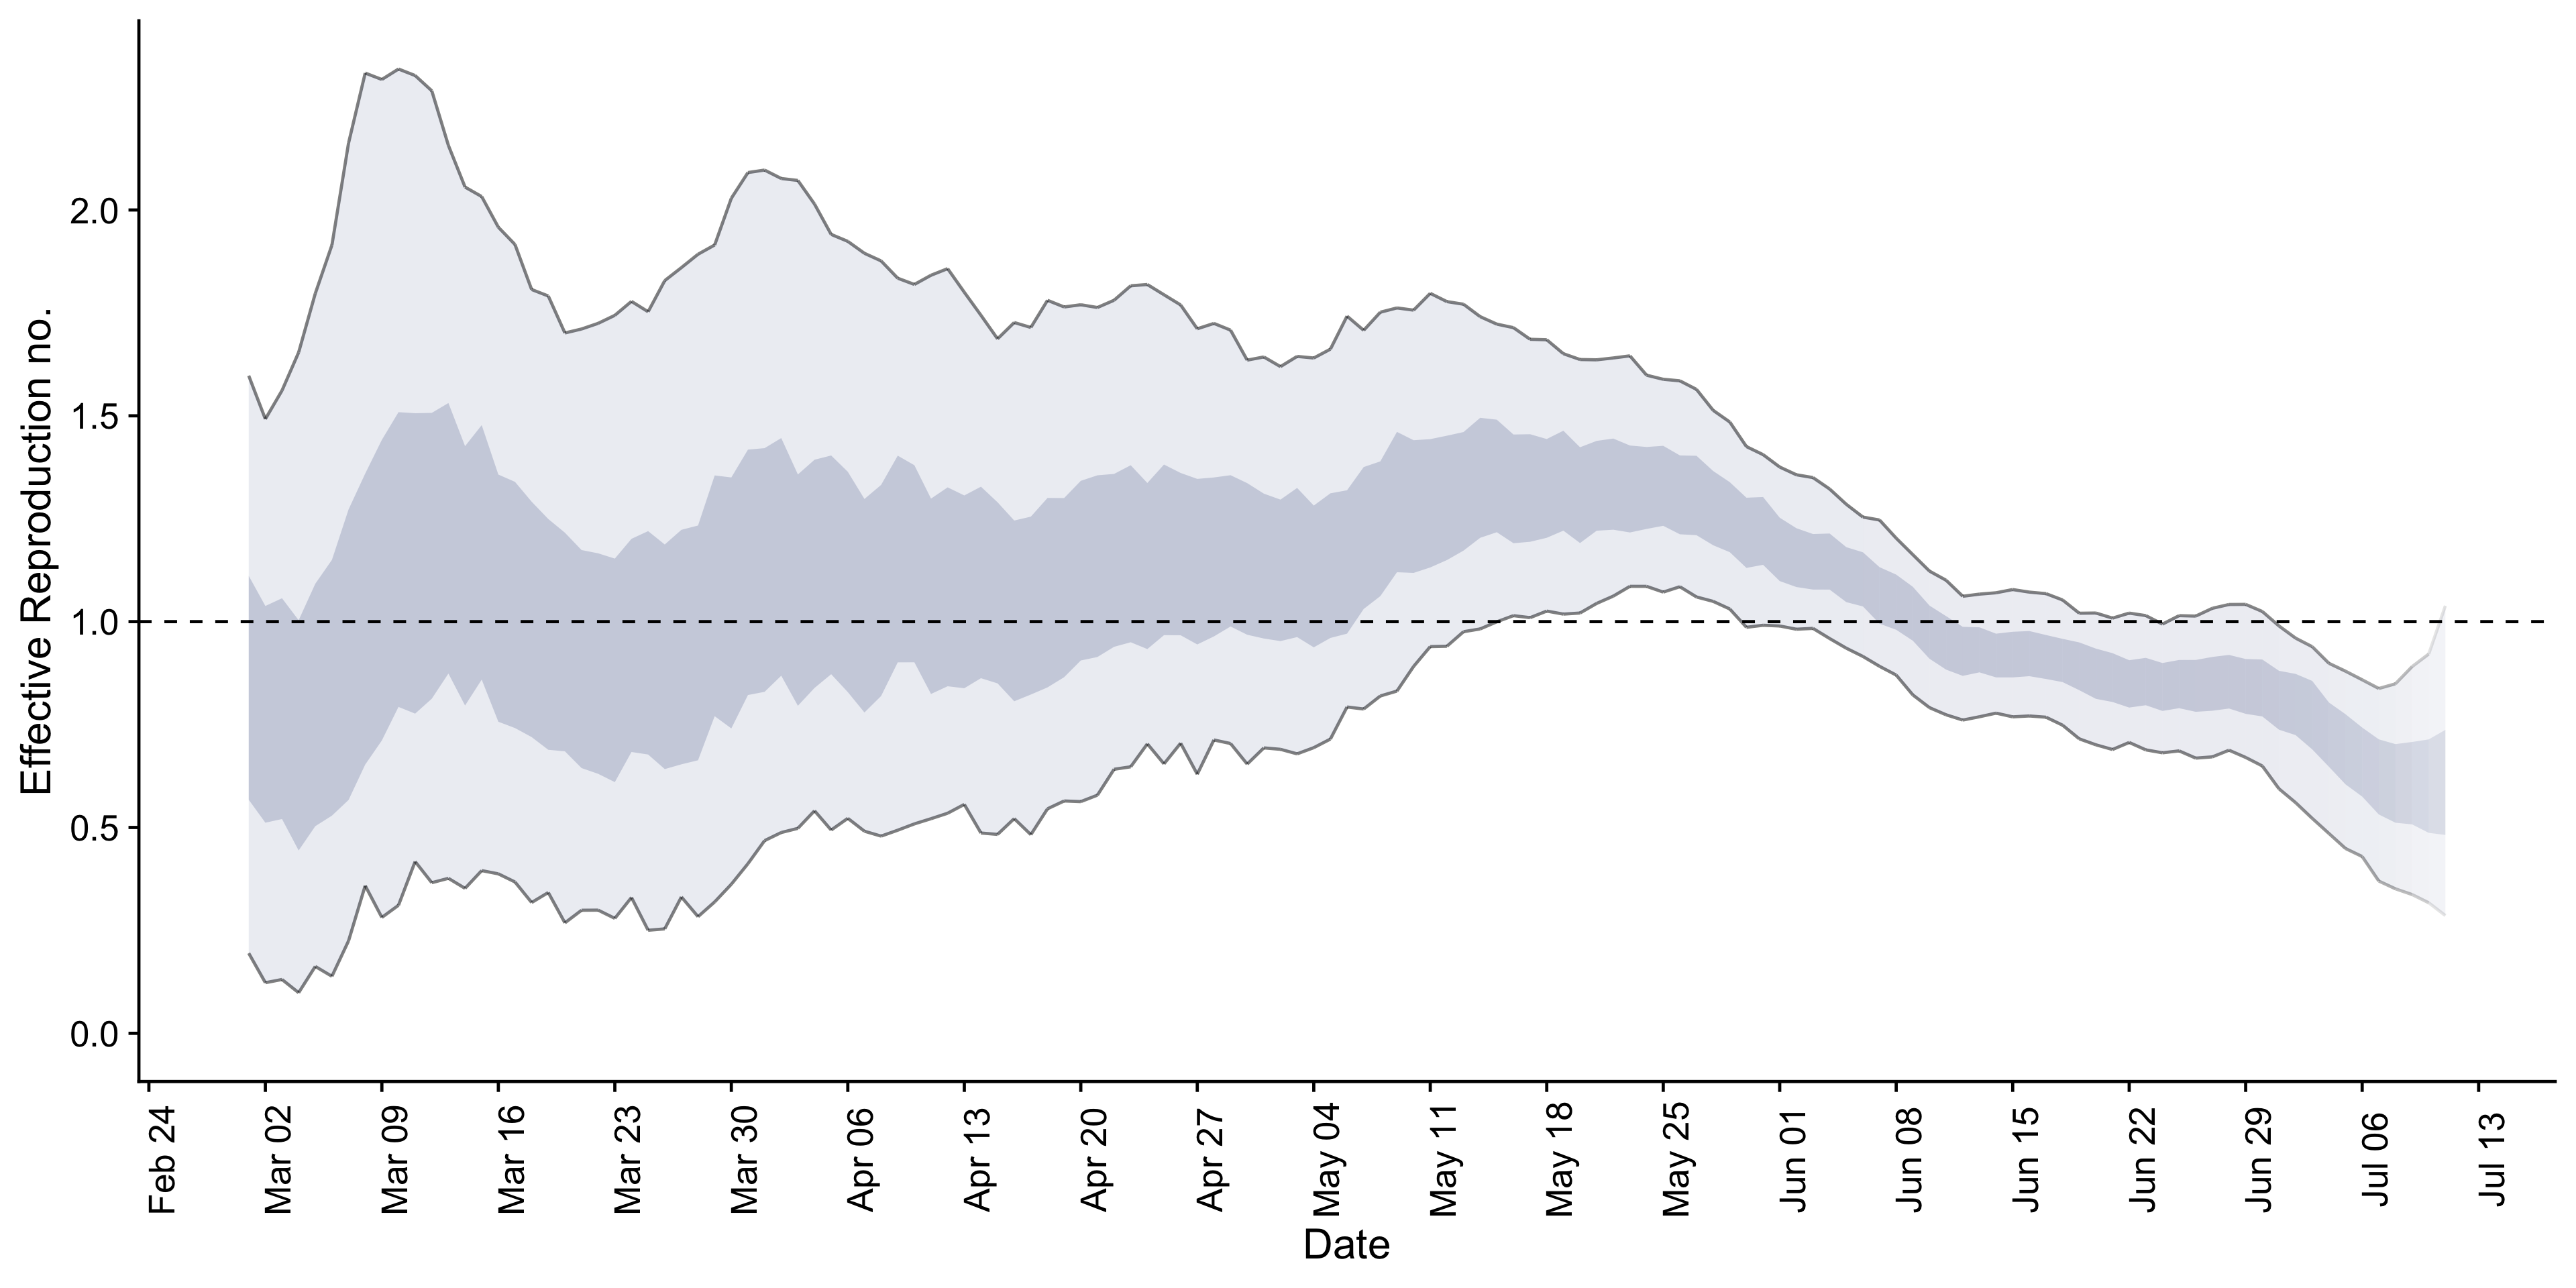 Effective Reproduction no.
2.0
1.5
1.0
0.5
0.0
Feb 24
Mar 02
Mar 09
Mar 16
Mar 23
Mar 30
Apr 06
Apr 13
Apr 20
Apr 27
May 04
May 11
May 18
May 25
Jun 01
Jun 08
Jun 15
Jun 22
Jun 29
Jul 06
Jul 13
Date